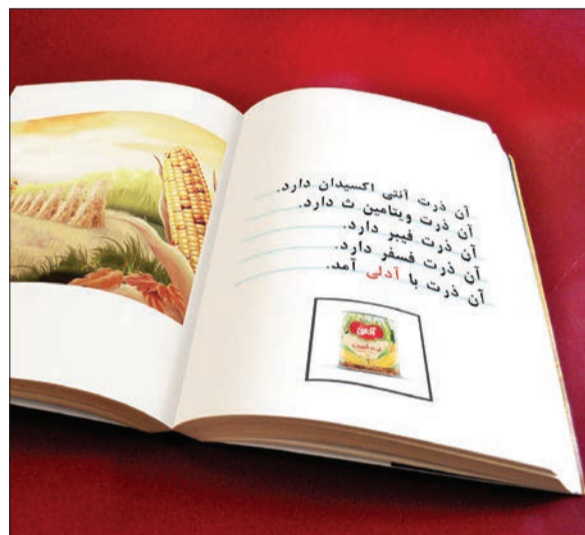 آن ذرت آنتی اکسیدان دارد.
آن ذرت ویتامین ث دارد.
آن ذرت فیبر دارد.
آن ذرت فسفر دارد.
آن ذرت با آدلی آمد.